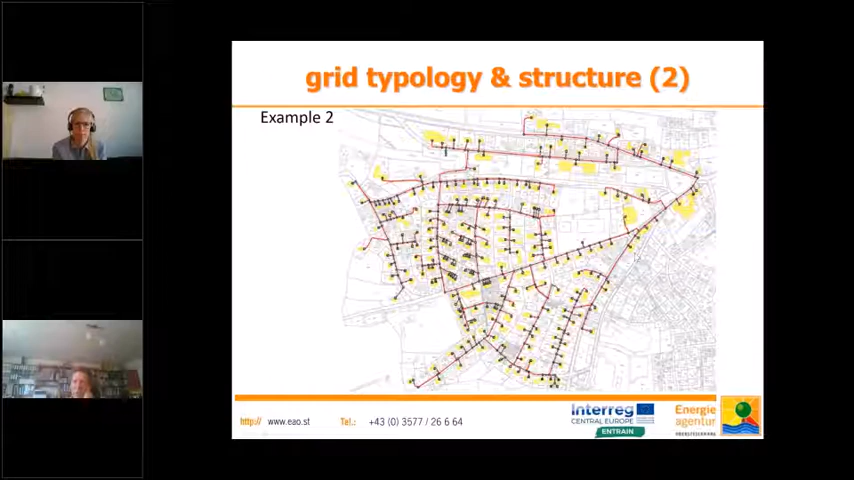 grid typology & structure (2)
Example 2
http:// www.eao.st Tel.: +43 (0) 3577 / 26 6 64
Interreg
CENTRAL EUROPE
ENTRAIN
Energie
agentur
OBERSTEIERMARK